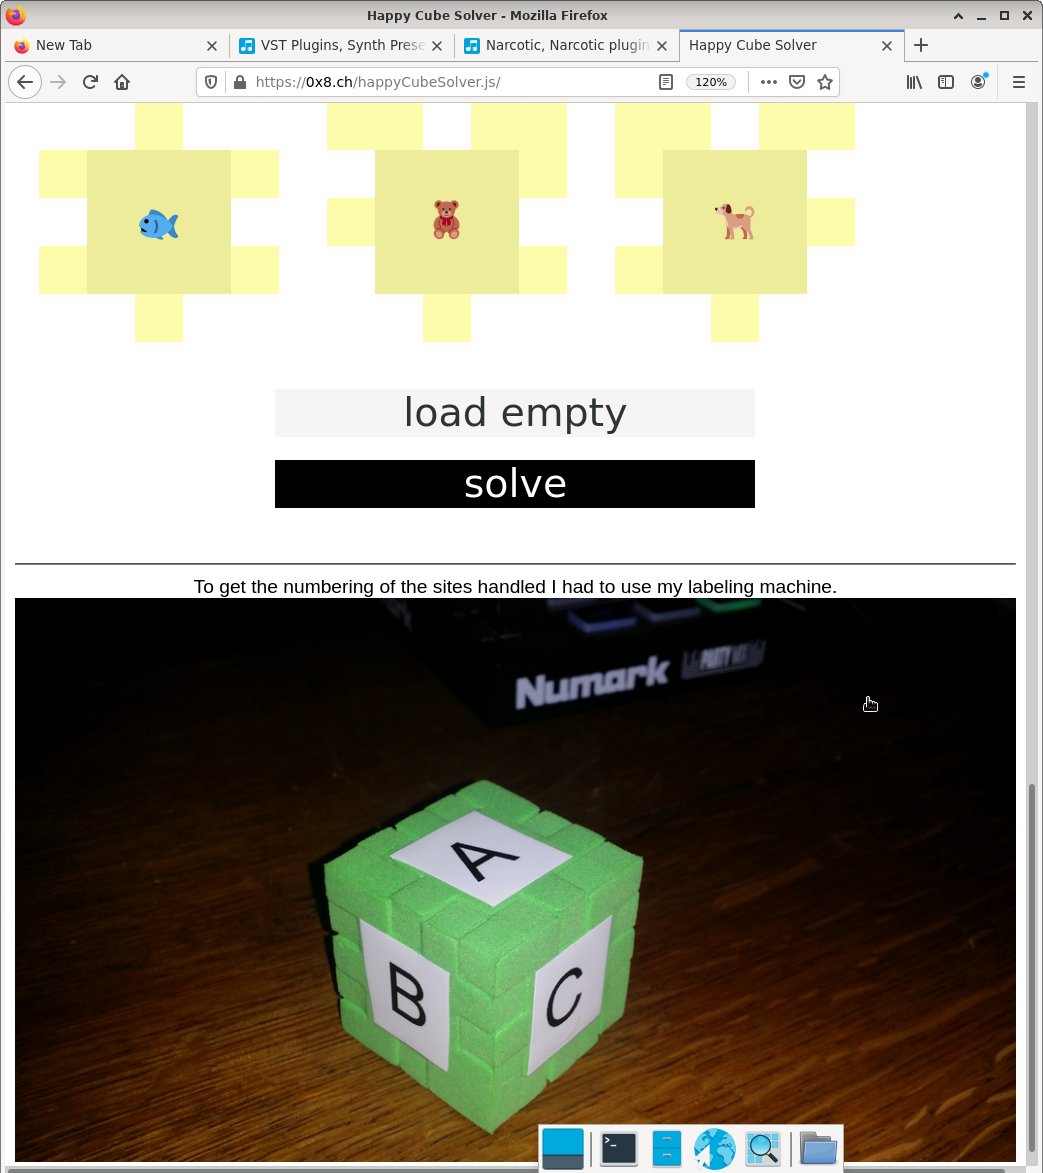 Happy Cube Solver - Mozilla Firefox
New Tab
VST Plugins, Synth Prese
Narcotic, Narcotic plugin
Happy Cube Solver
https://0x8.ch/happyCubeSolver.js/
120%
load empty
solve
To get the numbering of the sites handled I had to use my labeling machine.
Numark
PARTY MIX
A
B
C
>_